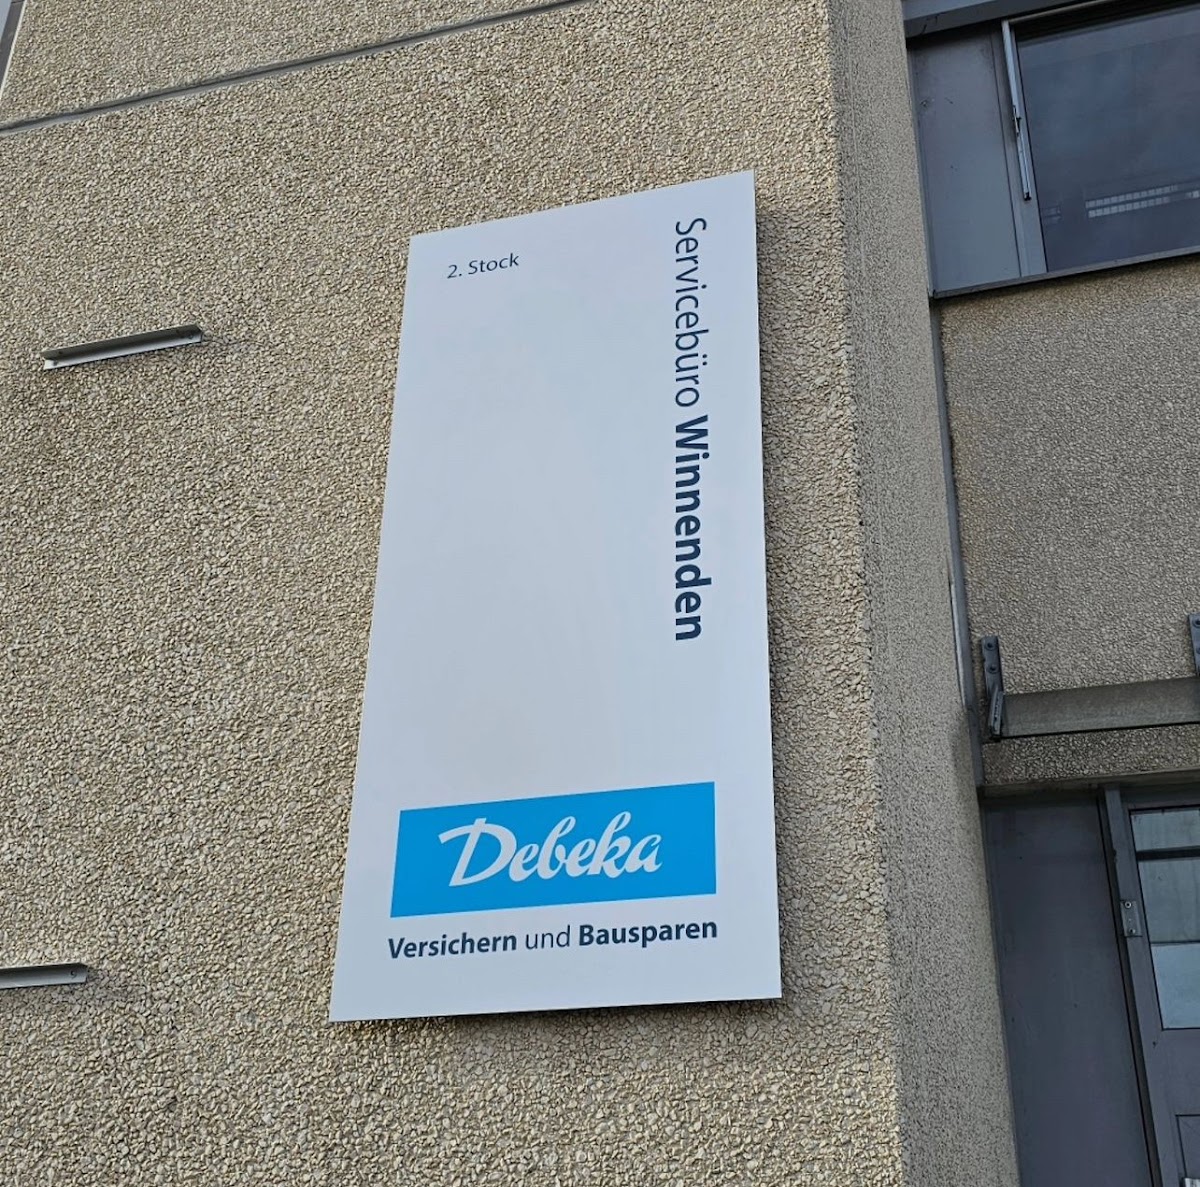 2. Stock
Servicebüro Winnenden
Debeka
Versichern und Bausparen